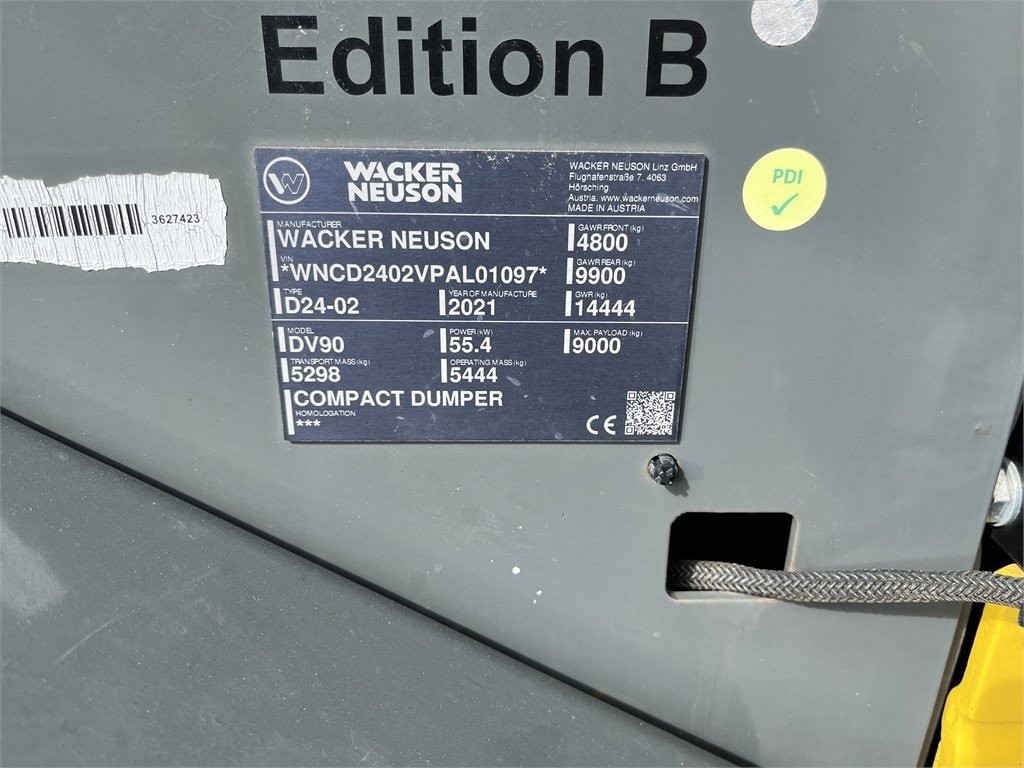 Edition B
PDI
3627423
W
WACKER
NEUSON
WACKER NEUSON Linz GmbH
Flughafenstraße 7, 4063
Hörsching,
Austria. www.wackerneuson.com
MADE IN AUSTRIA
MANUFACTURER
WACKER NEUSON
GAWR FRONT (kg)
4800
VIN
*WNCD2402VPAL01097*
GAWR REAR (kg)
9900
TYPE
D24-02
YEAR OF MANUFACTURE
2021
GWR (kg)
14444
MODEL
DV90
POWER (kW)
55.4
MAX. PAYLOAD (kg)
9000
TRANSPORT MASS (kg)
5298
OPERATING MASS (kg)
5444
COMPACT DUMPER
HOMOLOGATION
***
CE